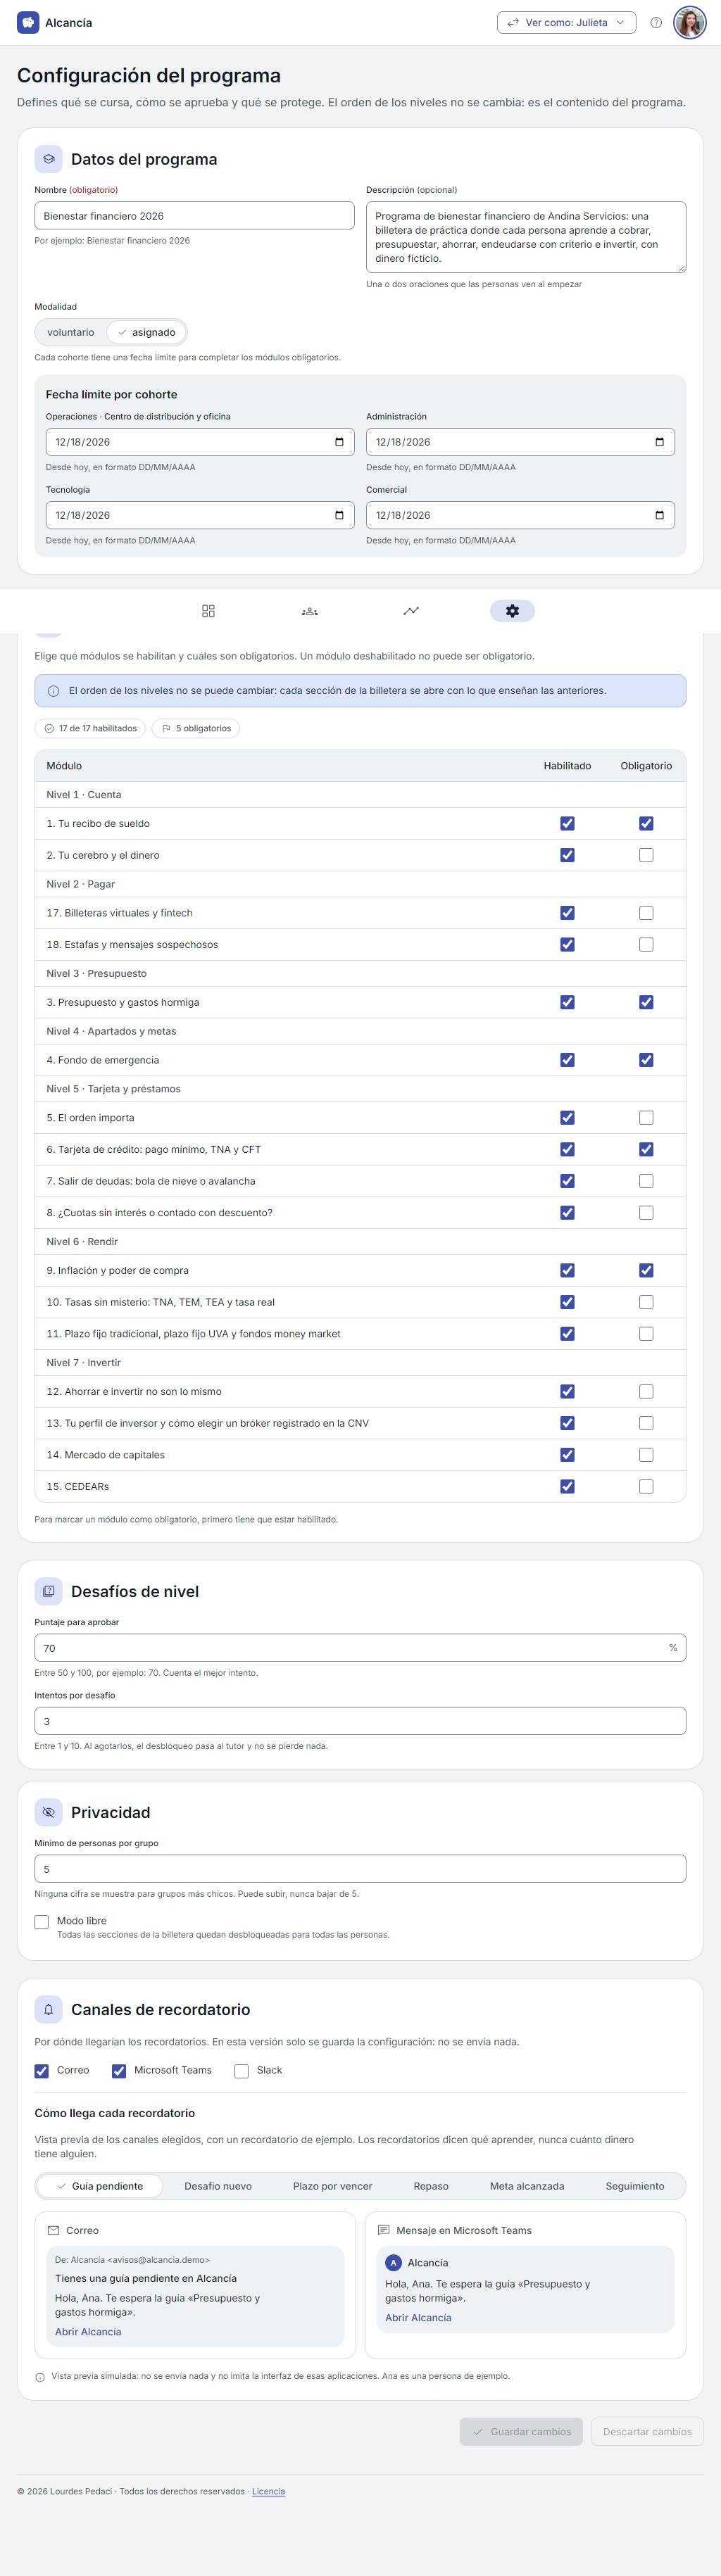 Alcancía
Ver como: Julieta
Configuración del programa
Defines qué se cursa, cómo se aprueba y qué se protege. El orden de los niveles no se cambia: es el contenido del programa.
Datos del programa
Nombre (obligatorio)
Bienestar financiero 2026
Por ejemplo: Bienestar financiero 2026
Descripción (opcional)
Programa de bienestar financiero de Andina Servicios: una
billetera de práctica donde cada persona aprende a cobrar,
presupuestar, ahorrar, endeudarse con criterio e invertir, con
dinero ficticio.
Una o dos oraciones que las personas ven al empezar
Modalidad
voluntario
asignado
Cada cohorte tiene una fecha límite para completar los módulos obligatorios.
Fecha límite por cohorte
Operaciones · Centro de distribución y oficina
12/18/2026
Desde hoy, en formato DD/MM/AAAA
Administración
12/18/2026
Desde hoy, en formato DD/MM/AAAA
Tecnología
12/18/2026
Desde hoy, en formato DD/MM/AAAA
Comercial
12/18/2026
Desde hoy, en formato DD/MM/AAAA
Elige qué módulos se habilitan y cuáles son obligatorios. Un módulo deshabilitado no puede ser obligatorio.
El orden de los niveles no se puede cambiar: cada sección de la billetera se abre con lo que enseñan las anteriores.
17 de 17 habilitados
5 obligatorios
Módulo Habilitado Obligatorio
Nivel 1 · Cuenta
1. Tu recibo de sueldo
2. Tu cerebro y el dinero
Nivel 2 · Pagar
17. Billeteras virtuales y fintech
18. Estafas y mensajes sospechosos
Nivel 3 · Presupuesto
3. Presupuesto y gastos hormiga
Nivel 4 · Apartados y metas
4. Fondo de emergencia
Nivel 5 · Tarjeta y préstamos
5. El orden importa
6. Tarjeta de crédito: pago mínimo, TNA y CFT
7. Salir de deudas: bola de nieve o avalancha
8. ¿Cuotas sin interés o contado con descuento?
Nivel 6 · Rendir
9. Inflación y poder de compra
10. Tasas sin misterio: TNA, TEM, TEA y tasa real
11. Plazo fijo tradicional, plazo fijo UVA y fondos money market
Nivel 7 · Invertir
12. Ahorrar e invertir no son lo mismo
13. Tu perfil de inversor y cómo elegir un bróker registrado en la CNV
14. Mercado de capitales
15. CEDEARs
Para marcar un módulo como obligatorio, primero tiene que estar habilitado.
Desafíos de nivel
Puntaje para aprobar
70 %
Entre 50 y 100, por ejemplo: 70. Cuenta el mejor intento.
Intentos por desafío
3
Entre 1 y 10. Al agotarlos, el desbloqueo pasa al tutor y no se pierde nada.
Privacidad
Mínimo de personas por grupo
5
Ninguna cifra se muestra para grupos más chicos. Puede subir, nunca bajar de 5.
Modo libre
Todas las secciones de la billetera quedan desbloqueadas para todas las personas.
Canales de recordatorio
Por dónde llegarían los recordatorios. En esta versión solo se guarda la configuración: no se envía nada.
Correo
Microsoft Teams
Slack
Cómo llega cada recordatorio
Vista previa de los canales elegidos, con un recordatorio de ejemplo. Los recordatorios dicen qué aprender, nunca cuánto dinero
tiene alguien.
Guía pendiente
Desafío nuevo
Plazo por vencer
Repaso
Meta alcanzada
Seguimiento
Correo
De: Alcancía <avisos@alcancia.demo>
Tienes una guía pendiente en Alcancía
Hola, Ana. Te espera la guía «Presupuesto y
gastos hormiga».
Abrir Alcancía
Mensaje en Microsoft Teams
A Alcancía
Hola, Ana. Te espera la guía «Presupuesto y
gastos hormiga».
Abrir Alcancía
Vista previa simulada: no se envía nada y no imita la interfaz de esas aplicaciones. Ana es una persona de ejemplo.
Guardar cambios
Descartar cambios
© 2026 Lourdes Pedaci · Todos los derechos reservados · Licencia